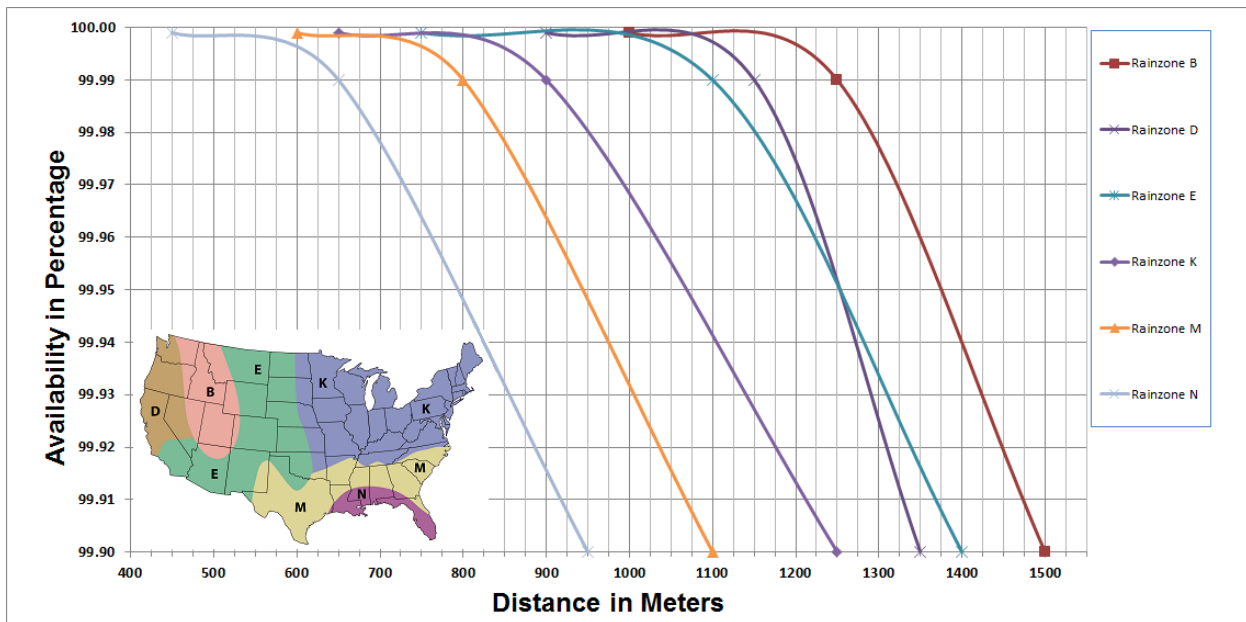 100.00
99.99
99.98
99.97
99.96
99.95
99.94
99.93
99.92
99.91
99.90
Availability in Percentage
400 500 600 700 800 900 1000 1100 1200 1300 1400 1500
Distance in Meters
D
B
E
K
K
E
M
N
M
Rainzone B
Rainzone D
Rainzone E
Rainzone K
Rainzone M
Rainzone N